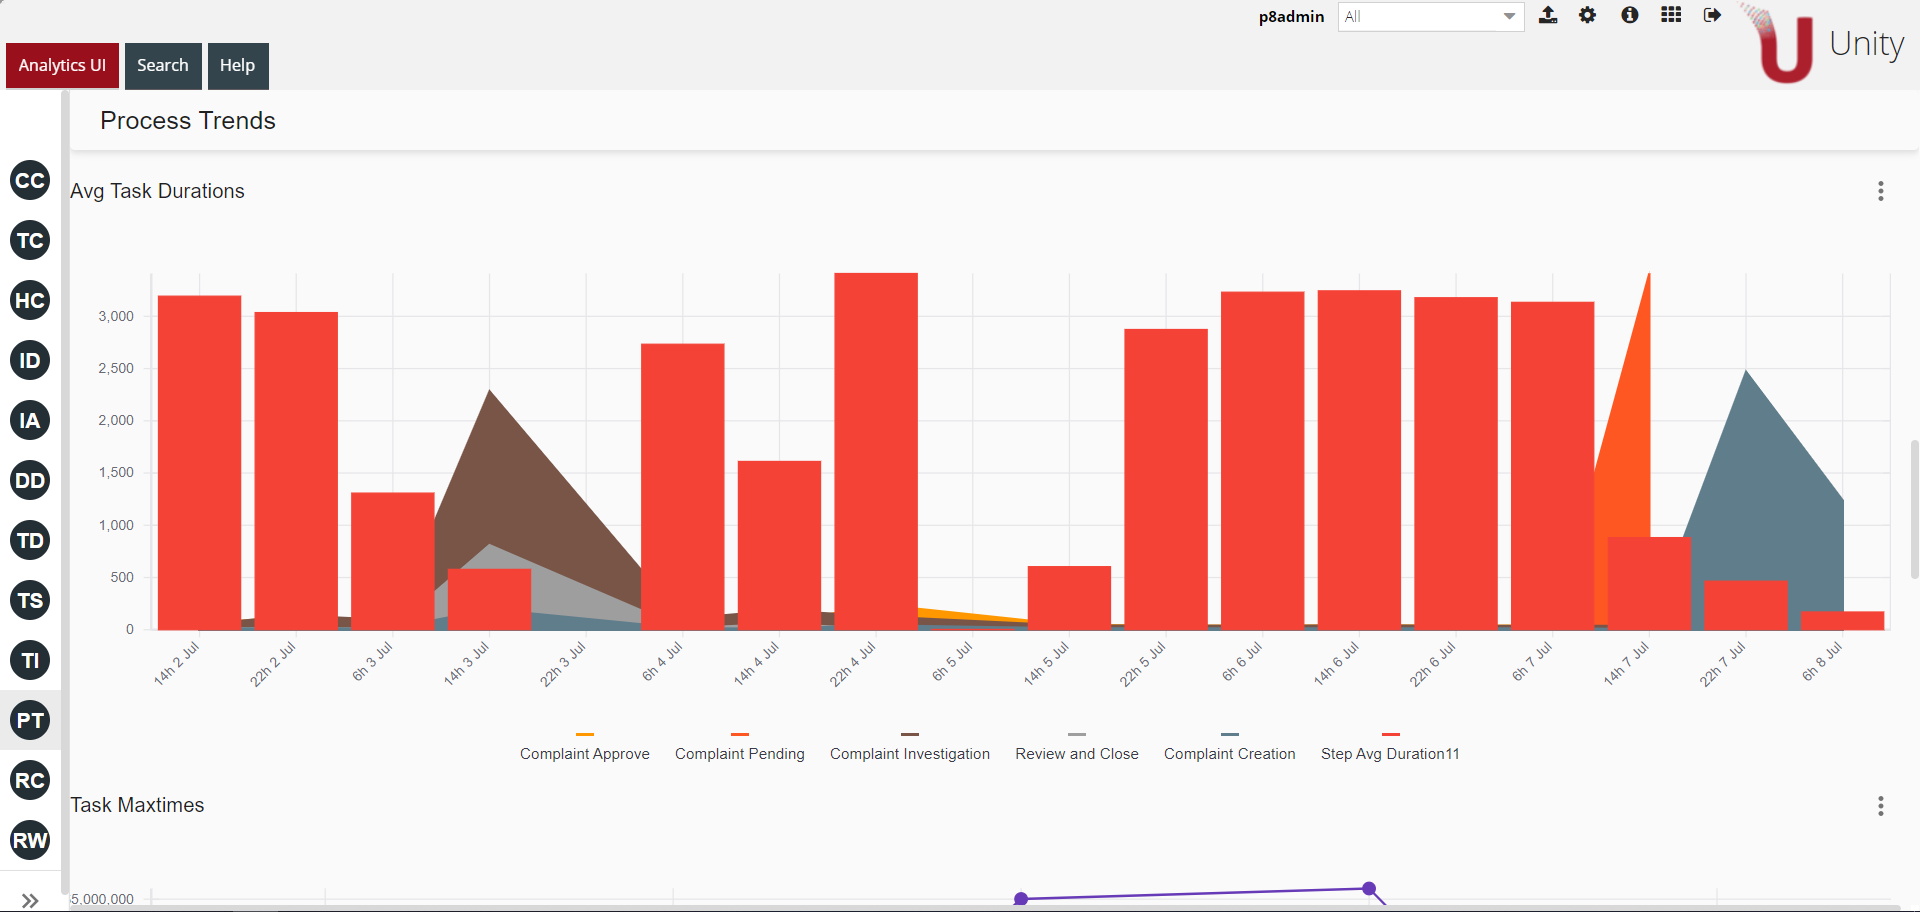 p8admin All
Unity
Analytics UI Search Help
Process Trends
CC
TC
HC
ID
IA
DD
TD
TS
TI
PT
RC
RW
Avg Task Durations
3,000
2,500
2,000
1,500
1,000
500
0
14h 2 Jul 22h 2 Jul 6h 3 Jul 14h 3 Jul 22h 3 Jul 6h 4 Jul 14h 4 Jul 22h 4 Jul 6h 5 Jul 14h 5 Jul 22h 5 Jul 6h 6 Jul 14h 6 Jul 22h 6 Jul 6h 7 Jul 14h 7 Jul 22h 7 Jul 6h 8 Jul
Complaint Approve Complaint Pending Complaint Investigation Review and Close Complaint Creation Step Avg Duration11
Task Maxtimes
5,000,000